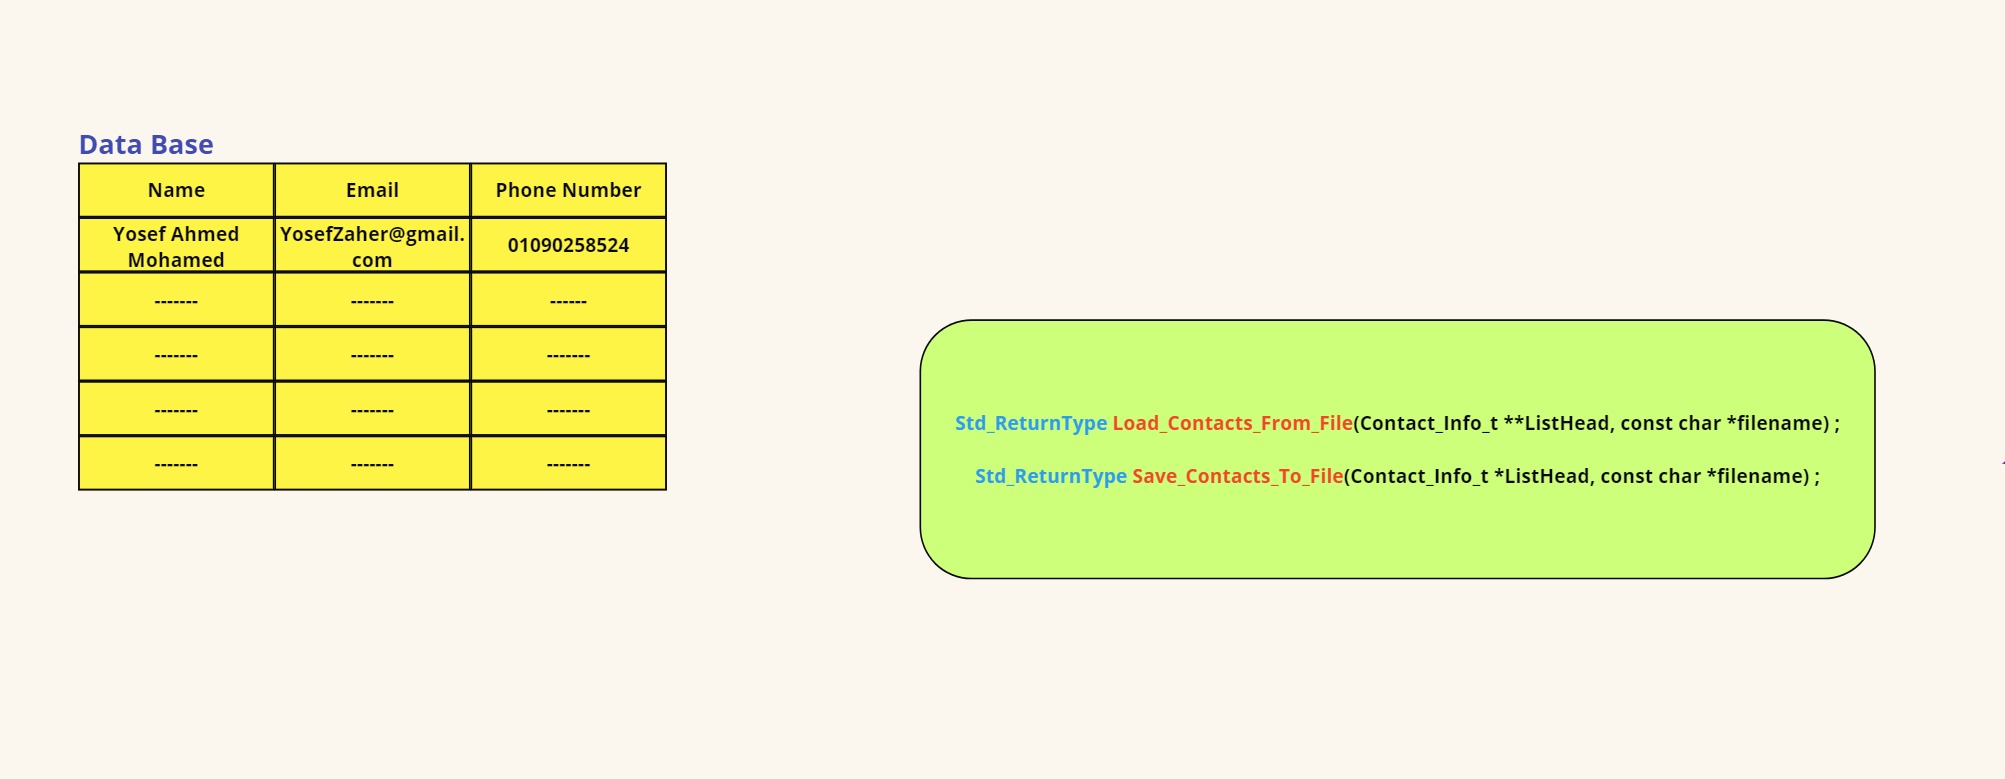 Data Base
Name Email Phone Number
Yosef Ahmed
Mohamed
YosefZaher@gmail.
com
01090258524
------- ------- ------
------- ------- -------
------- ------- -------
------- ------- -------
Std_ReturnType Load_Contacts_From_File(Contact_Info_t **ListHead, const char *filename) ;
Std_ReturnType Save_Contacts_To_File(Contact_Info_t *ListHead, const char *filename) ;